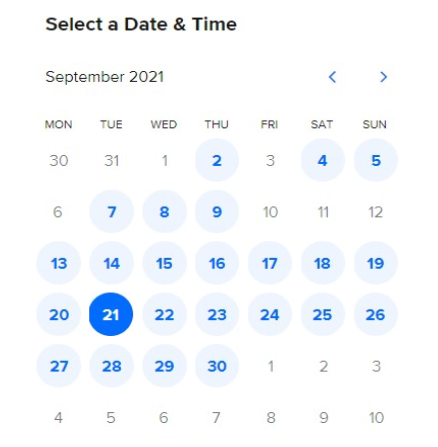 Select a Date & Time
September 2021
MON TUE WED THU FRI SAT SUN
30 31 1 2 3 4 5
6 7 8 9 10 11 12
13 14 15 16 17 18 19
20 21 22 23 24 25 26
27 28 29 30 1 2 3
4 5 6 7 8 9 10